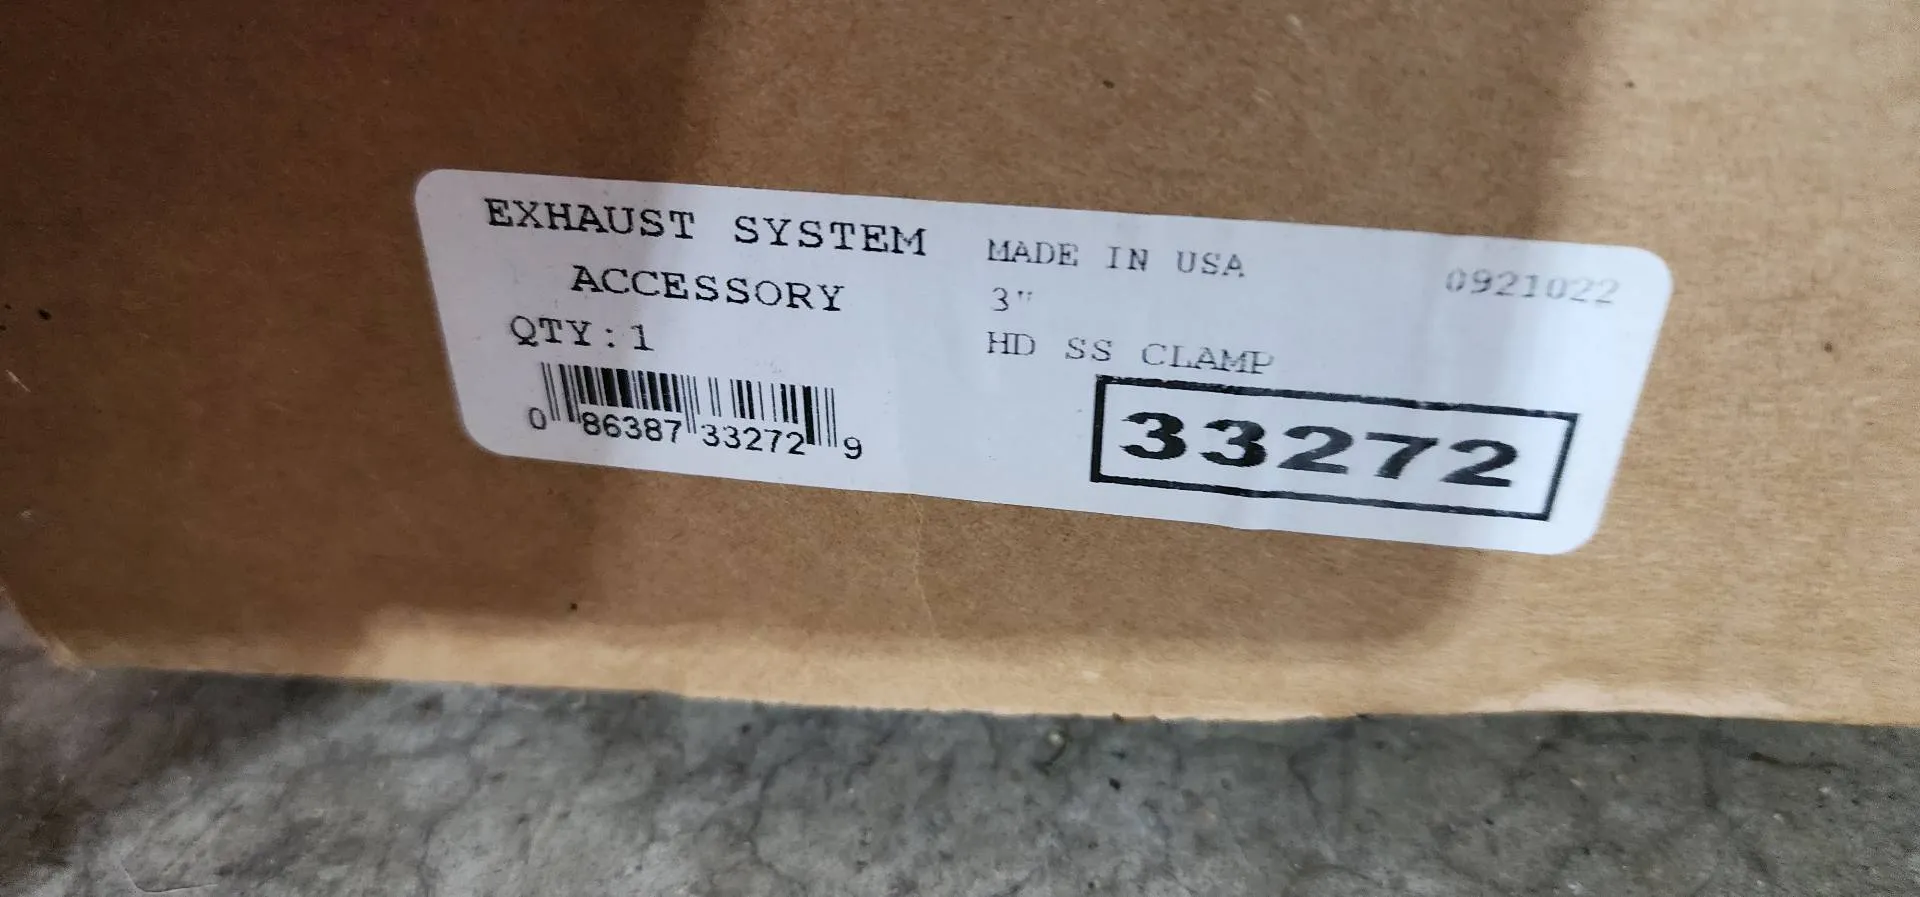 EXHAUST SYSTEM
ACCESSORY
QTY:1
0 86387 33272 9
MADE IN USA
0921022
3"
HD SS CLAMP
33272